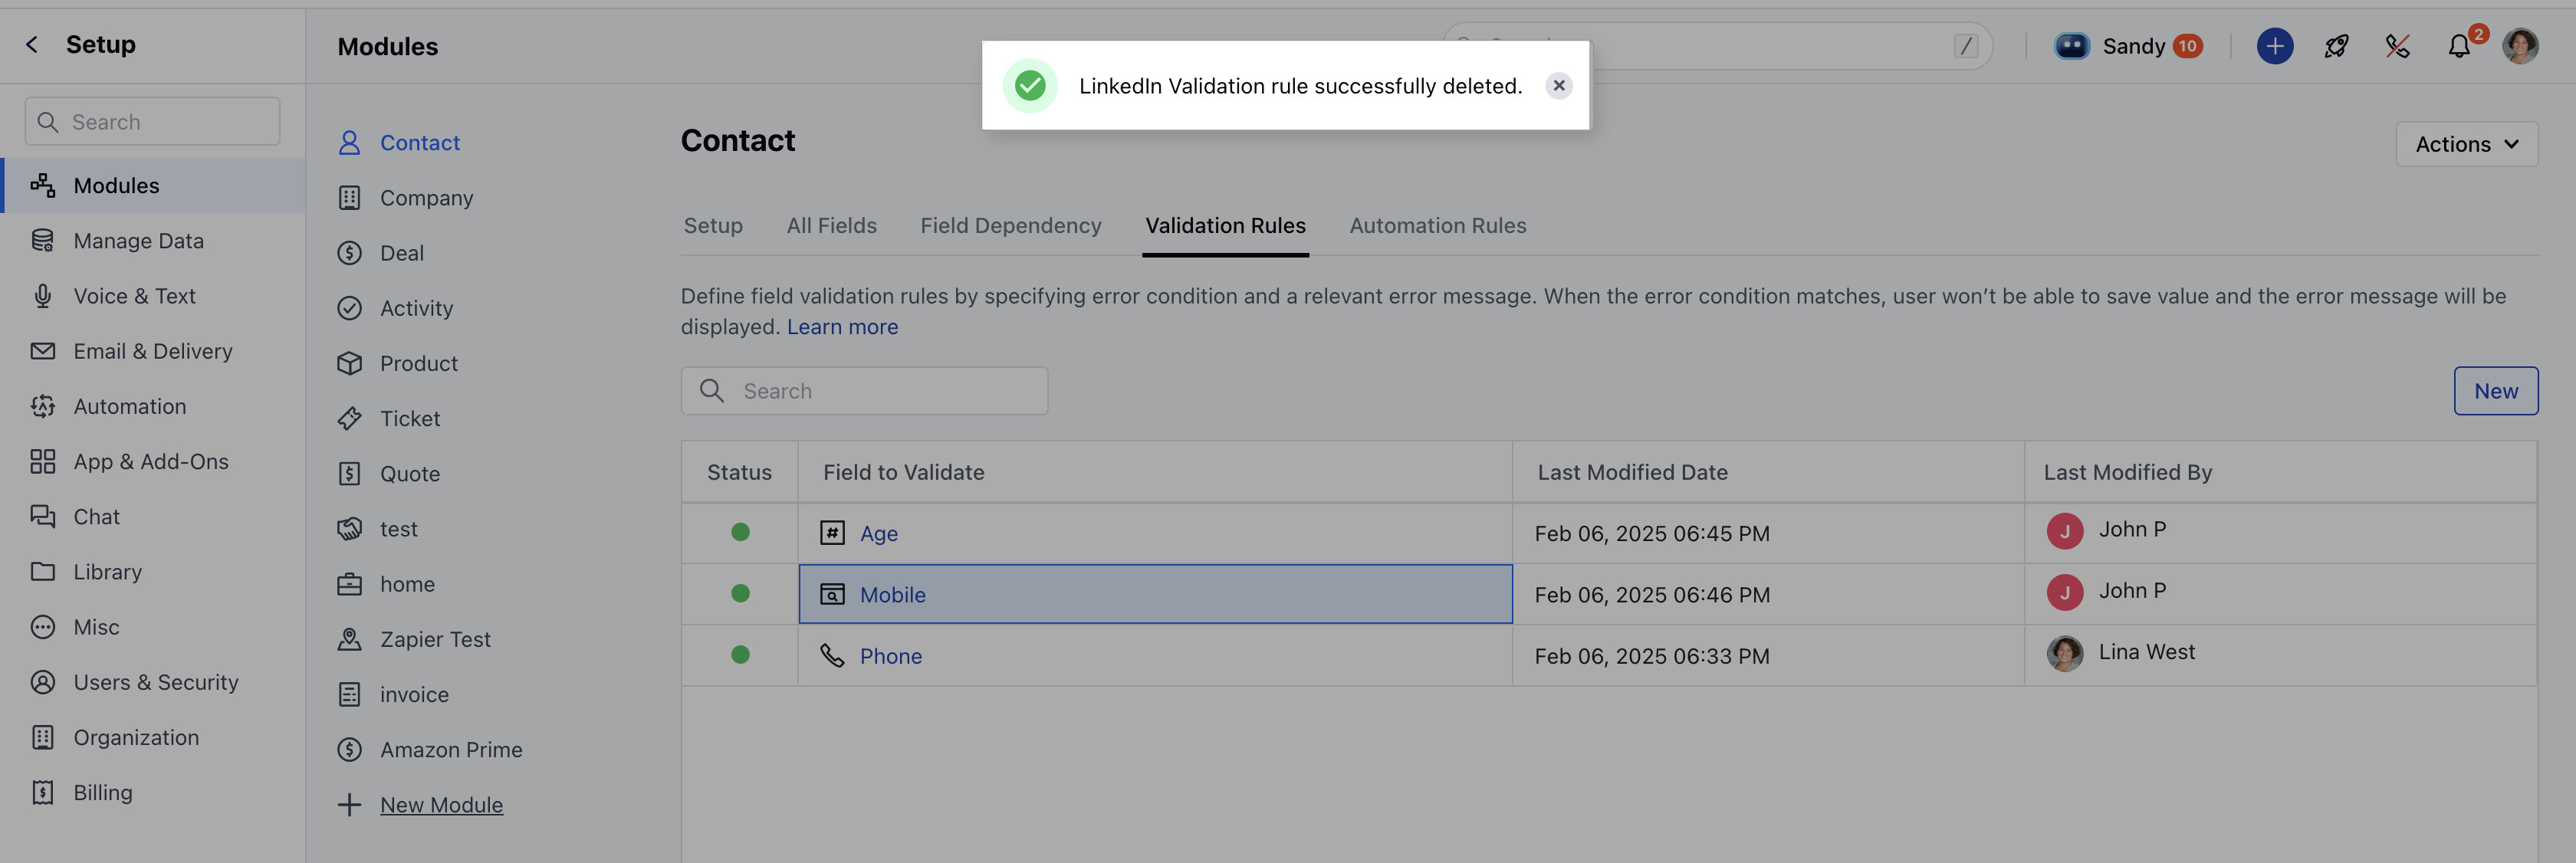 Setup
Modules
/
Sandy 10
2
LinkedIn Validation rule successfully deleted.
Search
Modules
Manage Data
Voice & Text
Email & Delivery
Automation
App & Add-Ons
Chat
Library
Misc
Users & Security
Organization
Billing
Contact
Company
Deal
Activity
Product
Ticket
Quote
test
home
Zapier Test
invoice
Amazon Prime
New Module
Contact
Actions
Setup All Fields Field Dependency Validation Rules Automation Rules
Define field validation rules by specifying error condition and a relevant error message. When the error condition matches, user won't be able to save value and the error message will be
displayed. Learn more
Search
New
Status Field to Validate Last Modified Date Last Modified By
# Age Feb 06, 2025 06:45 PM J John P
Mobile Feb 06, 2025 06:46 PM J John P
Phone Feb 06, 2025 06:33 PM Lina West